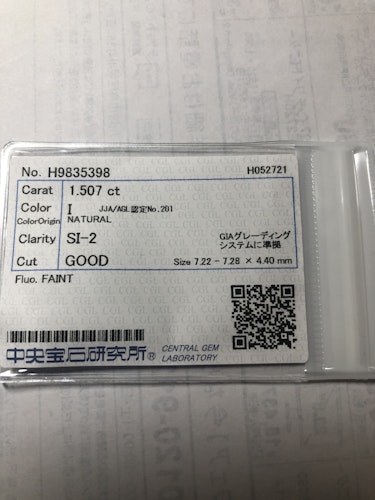 No. H9835398 H052721
Carat 1.507 ct
Color I JJA/AGL認定No.201
ColorOrigin NATURAL
Clarity SI-2 GIAグレーディング
システムに準拠
Cut GOOD Size 7.22 - 7.28 × 4.40 mm
Fluo. FAINT
中央宝石研究所® CENTRAL GEM
LABORATORY